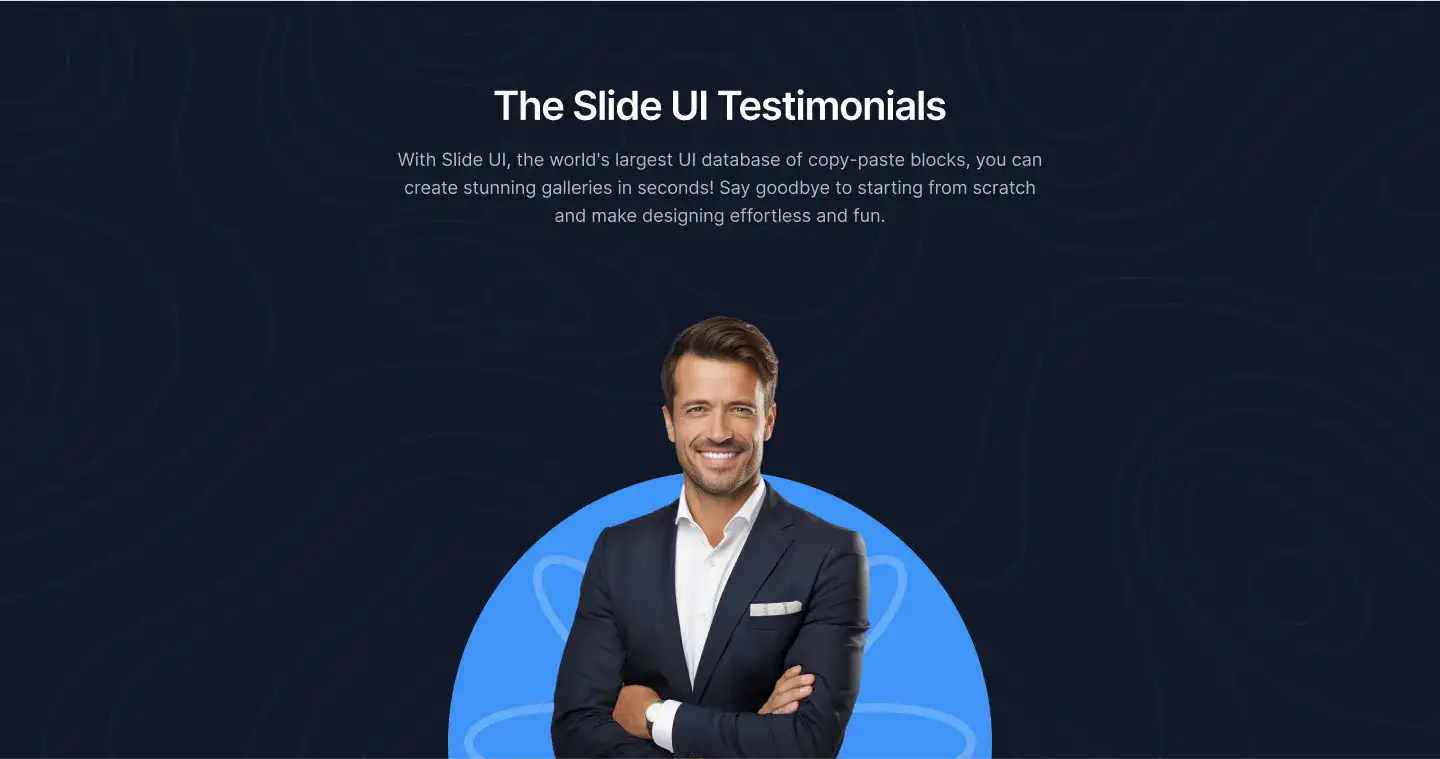 The Slide UI Testimonials
With Slide UI, the world's largest UI database of copy-paste blocks, you can
create stunning galleries in seconds! Say goodbye to starting from scratch
and make designing effortless and fun.